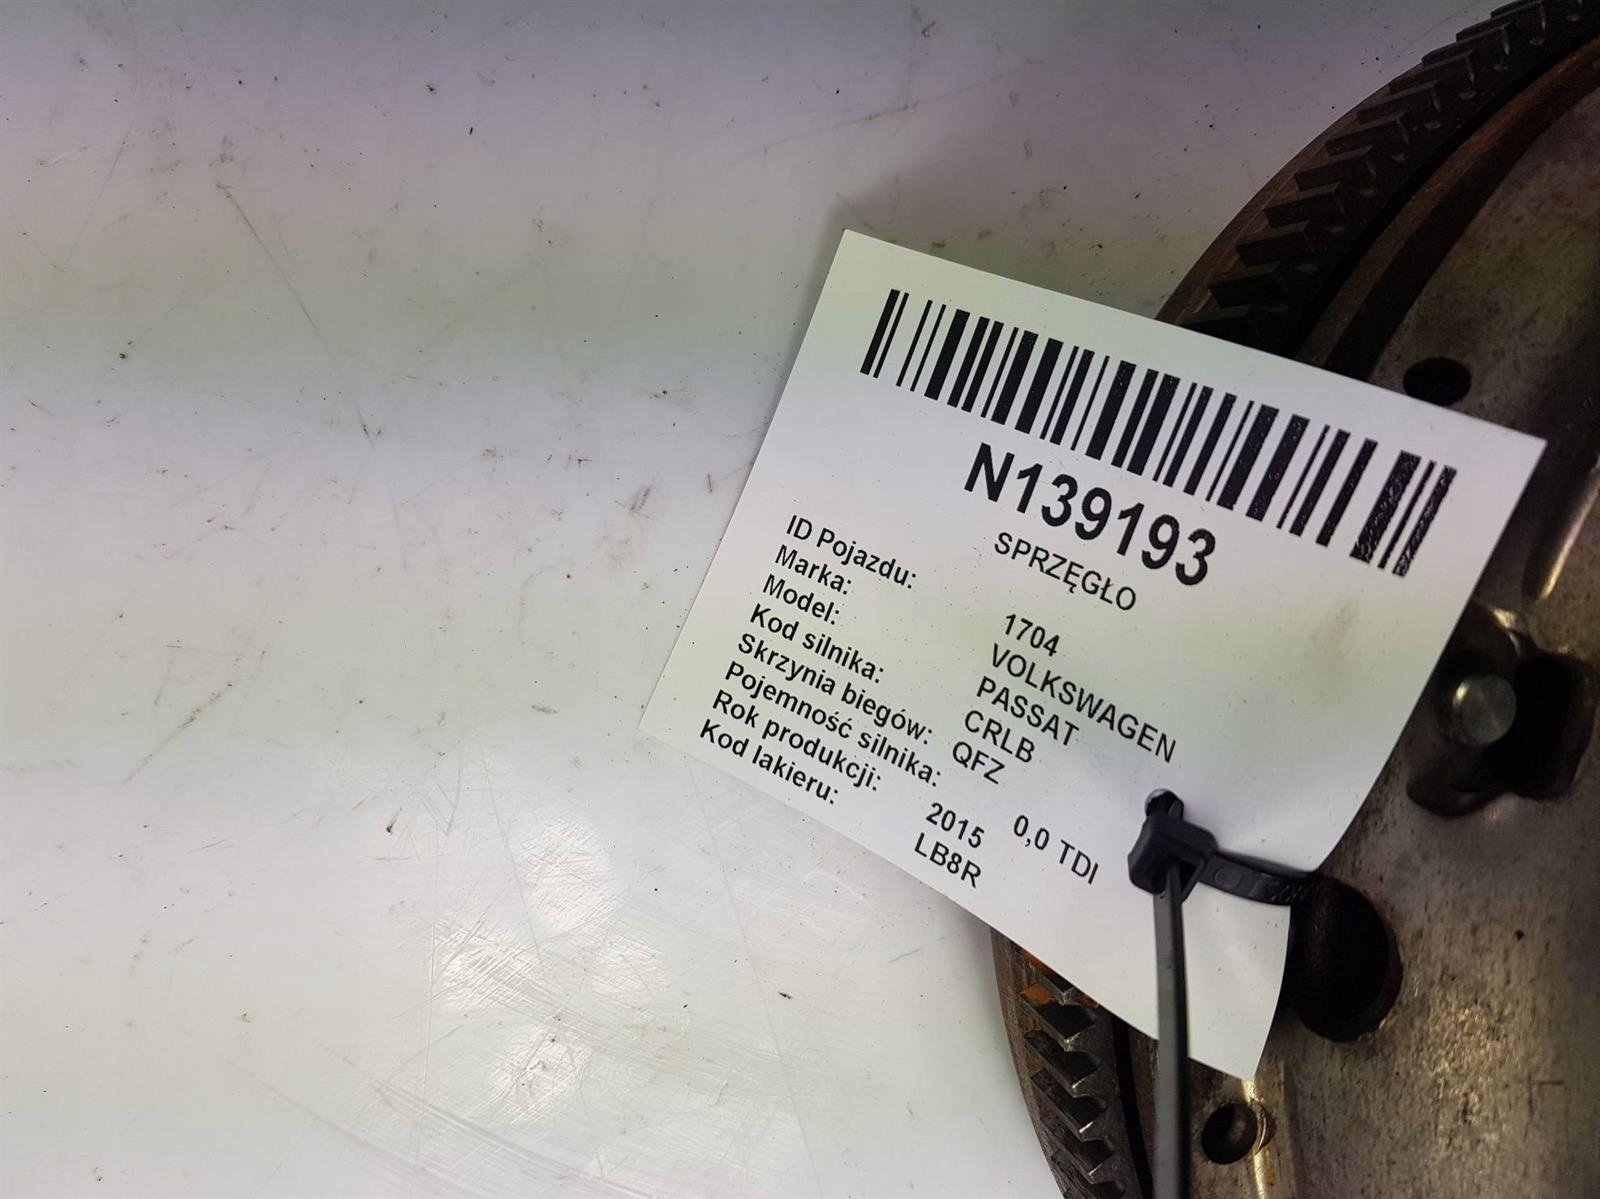 N139193
SPRZĘGŁO
ID Pojazdu: 1704
Marka: VOLKSWAGEN
Model: PASSAT
Kod silnika: CRLB
Skrzynia biegów: QFZ
Pojemność silnika: 0,0 TDI
Rok produkcji: 2015
Kod lakieru: LB8R